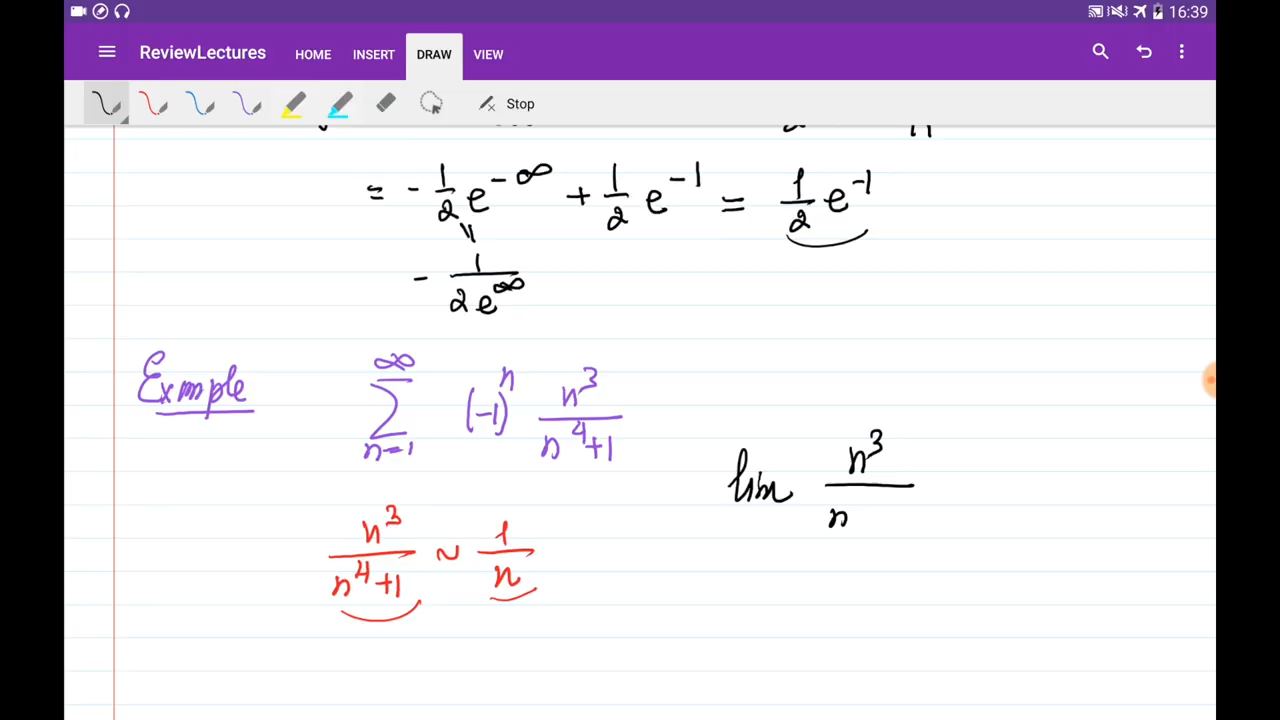 16:39
ReviewLectures HOME INSERT DRAW VIEW
Stop
= - 1/2 e^{-∞} + 1/2 e^{-1} = 1/2 e^{-1}
- 1/(2e^∞)
Exmple ∑_{n=1}^{∞} (-1)^n n^3/(n^4+1)
lim n^3/n
n^3/(n^4+1) ~ 1/n